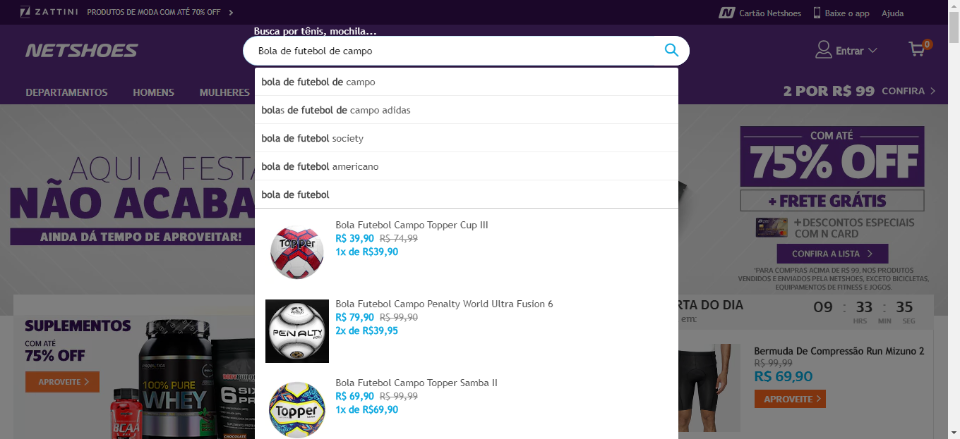 ZATTINI PRODUTOS DE MODA COM ATÉ 70% OFF
Cartão Netshoes Baixe o app Ajuda
Busca por tênis, mochila...
NETSHOES
Bola de futebol de campo
Entrar
0
DEPARTAMENTOS HOMENS MULHERES
2 POR R$ 99 CONFIRA
bola de futebol de campo
bolas de futebol de campo adidas
bola de futebol society
bola de futebol americano
bola de futebol
AQUI A FESTA
NÃO ACABA
AINDA DÁ TEMPO DE APROVEITAR!
COM ATÉ
75% OFF
+ FRETE GRÁTIS
+DESCONTOS ESPECIAIS
COM N CARD
CONFIRA A LISTA
*PARA COMPRAS ACIMA DE R$ 99, NOS PRODUTOS
VENDIDOS E ENVIADOS PELA NETSHOES, EXCETO BICICLETAS,
EQUIPAMENTOS DE FITNESS E JOGOS.
Bola Futebol Campo Topper Cup III
R$ 39,90 R$ 74,99
1x de R$39,90
Topper
Bola Futebol Campo Penalty World Ultra Fusion 6
R$ 79,90 R$ 99,90
2x de R$39,95
PENALTY
Bola Futebol Campo Topper Samba II
R$ 69,90 R$ 99,99
1x de R$69,90
Topper
SUPLEMENTOS
COM ATÉ
75% OFF
APROVEITE
100% PURE
WHEY
BCAA
SIX
DO DIA
09 : 33 : 35
HRS MIN SEG
Bermuda De Compressão Run Mizuno 2
R$ 99,99
R$ 69,90
APROVEITE